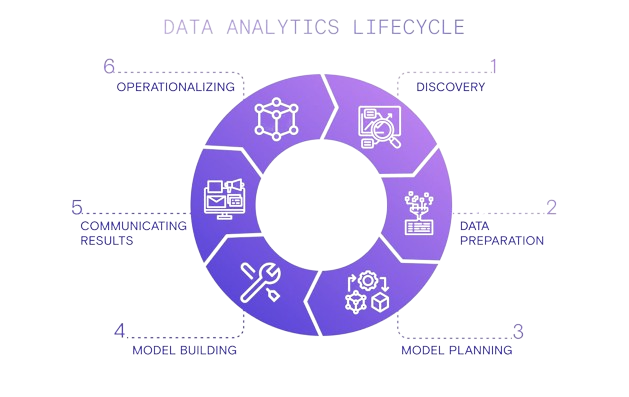 DATA ANALYTICS LIFECYCLE
1
DISCOVERY
2
DATA
PREPARATION
3
MODEL PLANNING
4
MODEL BUILDING
5
COMMUNICATING
RESULTS
6
OPERATIONALIZING